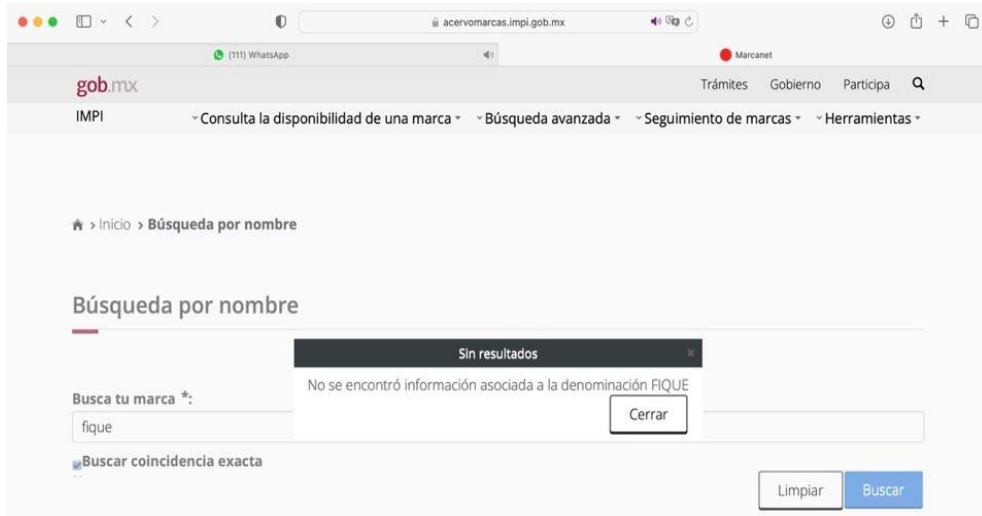 acervomarcas.impi.gob.mx
(111) WhatsApp
Marcanet
gob.mx
Trámites Gobierno Participa
IMPI Consulta la disponibilidad de una marca Búsqueda avanzada Seguimiento de marcas Herramientas
> Inicio > Búsqueda por nombre
Búsqueda por nombre
Sin resultados ×
No se encontró información asociada a la denominación FIQUE
Cerrar
Busca tu marca *:
fique
Buscar coincidencia exacta
Limpiar Buscar